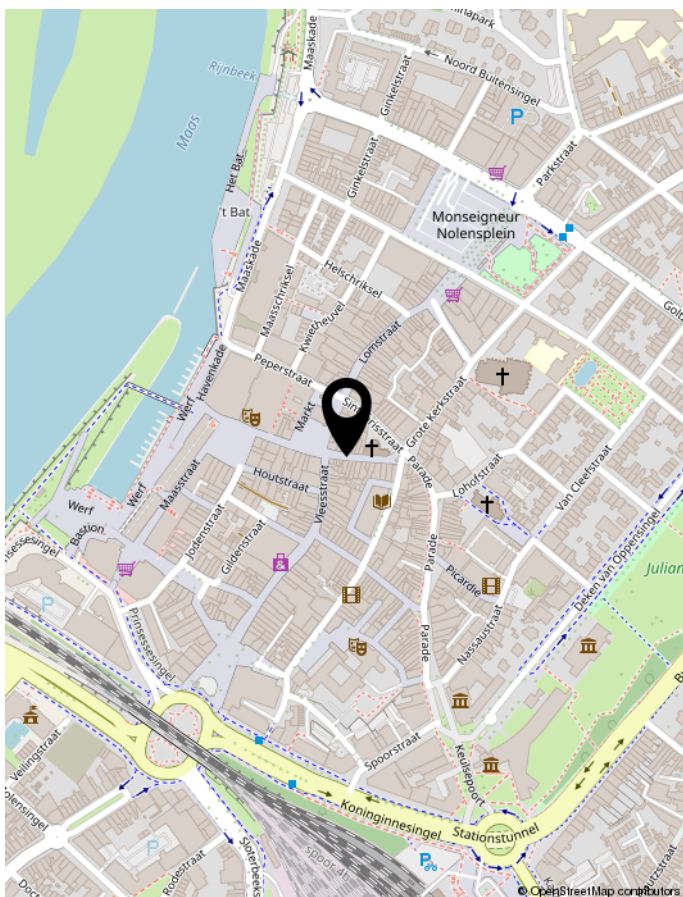 Maaskade
Ginkelstraat
Noord Buitensingel
Rijnbeek
Maas
P
Het Bat
't Bat
Ginkelstraat
Parkstraat
Monseigneur
Nolensplein
Maaskade
Maasschriksel
Helschriksel
Kwietheuvel
Lomstraat
Peperstraat
Havenkade
Werf
Markt
Grote Kerkstraat
Parade
Lohofstraat
Van Cleefstraat
Houtstraat
Vleesstraat
Maasstraat
Werf
Werf
Bastion
Jodenstraat
Gildenstraat
Deken van Oppensingel
Parade
Picardie
Nassaustraat
Parade
P
Prinsessesingel
Spoorstraat
Keulsepoort
Koninginnesingel
Stationstunnel
P
spoor 4b
Rodestraat
P
© OpenStreetMap contributors